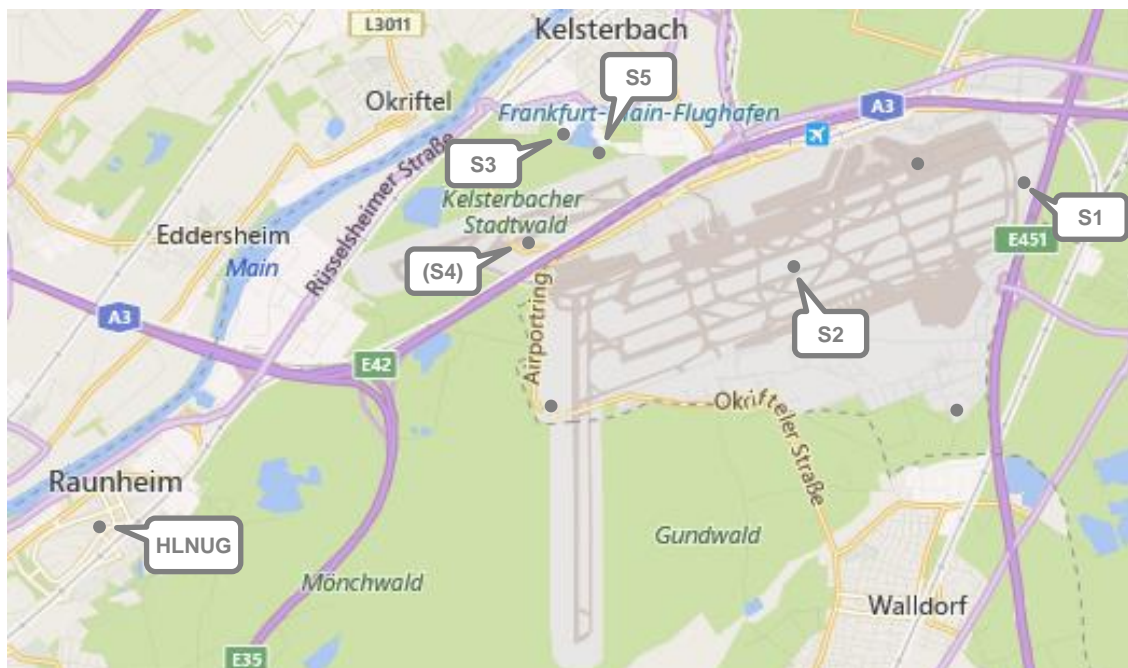 L3011
Kelsterbach
S5
Okriftel
Frankfurt-Main-Flughafen
A3
S3
Rüsselsheimer Straße
Kelsterbacher
Stadtwald
S1
Eddersheim
E451
Main
(S4)
A3
S2
E42
Airportring
Okrifteler Straße
Raunheim
HLNUG
Gundwald
Mönchwald
Walldorf
E35